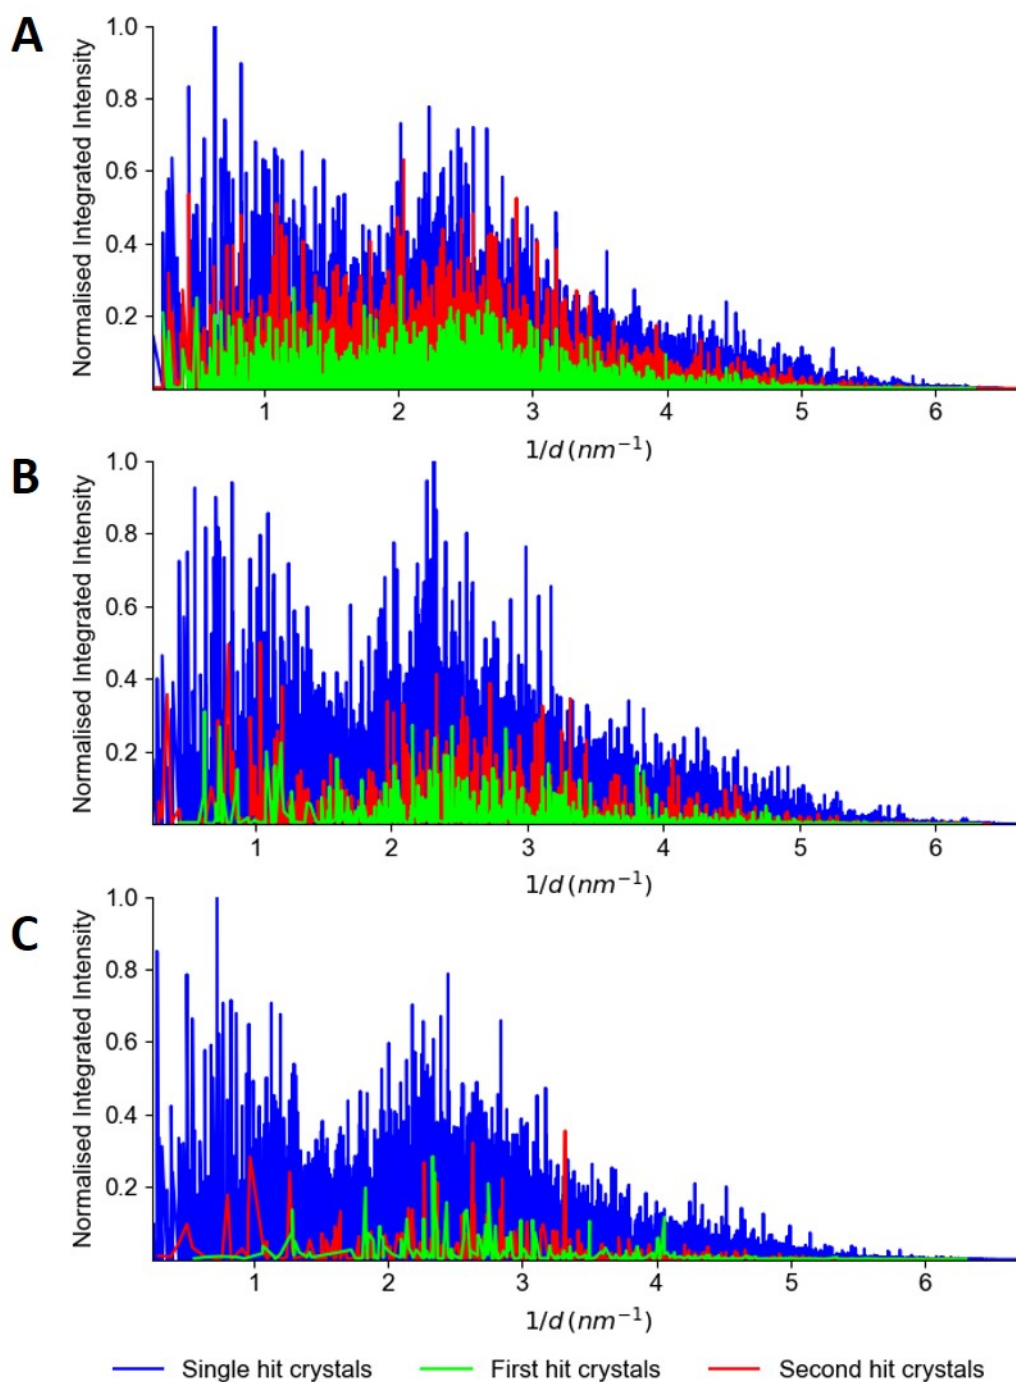 A
Normalised Integrated Intensity
1.0
0.8
0.6
0.4
0.2
1 2 3 4 5 6
1/d (nm⁻¹)
B
Normalised Integrated Intensity
1.0
0.8
0.6
0.4
0.2
1 2 3 4 5 6
1/d (nm⁻¹)
C
Normalised Integrated Intensity
1.0
0.8
0.6
0.4
0.2
1 2 3 4 5 6
1/d (nm⁻¹)
Single hit crystals First hit crystals Second hit crystals